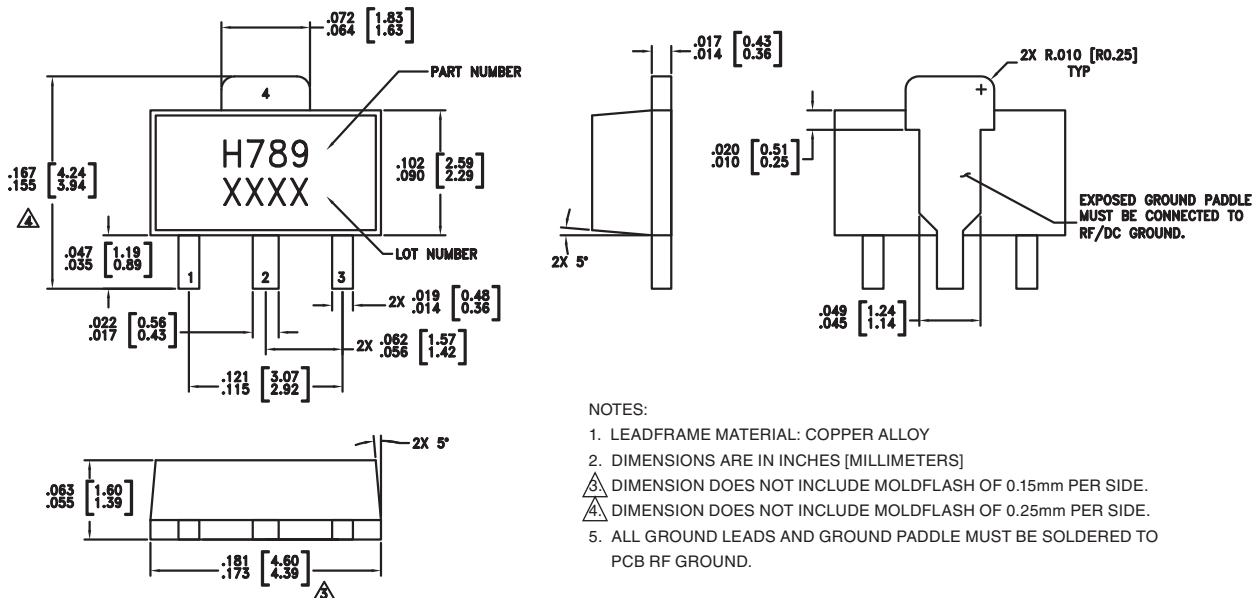 .072 [1.83]
.064 [1.63]
PART NUMBER
4
H789
XXXX
.167 [4.24]
.155 [3.94]
4
.102 [2.59]
.090 [2.29]
.047 [1.19]
.035 [0.89]
LOT NUMBER
1 2 3
2X .019 [0.48]
.014 [0.36]
.022 [0.56]
.017 [0.43]
2X .062 [1.57]
.056 [1.42]
.121 [3.07]
.115 [2.92]
.017 [0.43]
.014 [0.36]
2X 5°
2X R.010 [R0.25]
TYP
.020 [0.51]
.010 [0.25]
EXPOSED GROUND PADDLE
MUST BE CONNECTED TO
RF/DC GROUND.
.049 [1.24]
.045 [1.14]
2X 5°
.063 [1.60]
.055 [1.39]
.181 [4.60]
.173 [4.39]
3
NOTES:
1. LEADFRAME MATERIAL: COPPER ALLOY
2. DIMENSIONS ARE IN INCHES [MILLIMETERS]
3. DIMENSION DOES NOT INCLUDE MOLDFLASH OF 0.15mm PER SIDE.
4. DIMENSION DOES NOT INCLUDE MOLDFLASH OF 0.25mm PER SIDE.
5. ALL GROUND LEADS AND GROUND PADDLE MUST BE SOLDERED TO
PCB RF GROUND.